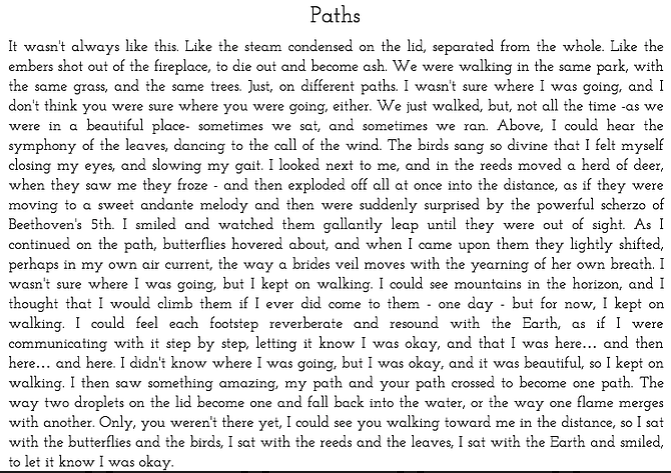 Paths
It wasn't always like this. Like the steam condensed on the lid, separated from the whole. Like the
embers shot out of the fireplace, to die out and become ash. We were walking in the same park, with
the same grass, and the same trees. Just, on different paths. I wasn't sure where I was going, and I
don't think you were sure where you were going, either. We just walked, but, not all the time -as we
were in a beautiful place- sometimes we sat, and sometimes we ran. Above, I could hear the
symphony of the leaves, dancing to the call of the wind. The birds sang so divine that I felt myself
closing my eyes, and slowing my gait. I looked next to me, and in the reeds moved a herd of deer,
when they saw me they froze - and then exploded off all at once into the distance, as if they were
moving to a sweet andante melody and then were suddenly surprised by the powerful scherzo of
Beethoven's 5th. I smiled and watched them gallantly leap until they were out of sight. As I
continued on the path, butterflies hovered about, and when I came upon them they lightly shifted,
perhaps in my own air current, the way a brides veil moves with the yearning of her own breath. I
wasn't sure where I was going, but I kept on walking. I could see mountains in the horizon, and I
thought that I would climb them if I ever did come to them - one day - but for now, I kept on
walking. I could feel each footstep reverberate and resound with the Earth, as if I were
communicating with it step by step, letting it know I was okay, and that I was here... and then
here... and here. I didn't know where I was going, but I was okay, and it was beautiful, so I kept on
walking. I then saw something amazing, my path and your path crossed to become one path. The
way two droplets on the lid become one and fall back into the water, or the way one flame merges
with another. Only, you weren't there yet, I could see you walking toward me in the distance, so I sat
with the butterflies and the birds, I sat with the reeds and the leaves, I sat with the Earth and smiled,
to let it know I was okay.